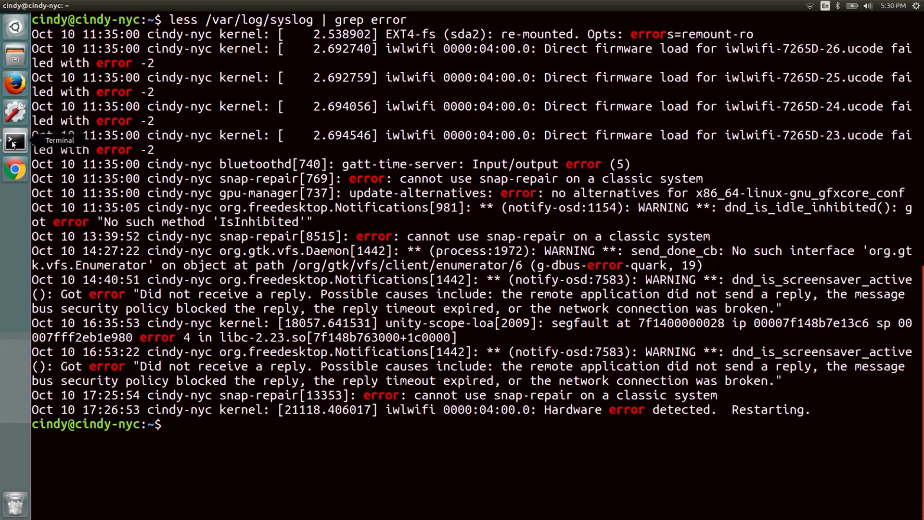 En
5:30 PM
cindy@cindy-nyc:~$ less /var/log/syslog | grep error
Oct 10 11:35:00 cindy-nyc kernel: [    2.538902] EXT4-fs (sda2): re-mounted. Opts: errors=remount-ro
Oct 10 11:35:00 cindy-nyc kernel: [    2.692740] iwlwifi 0000:04:00.0: Direct firmware load for iwlwifi-7265D-26.ucode fai
led with error -2
Oct 10 11:35:00 cindy-nyc kernel: [    2.692759] iwlwifi 0000:04:00.0: Direct firmware load for iwlwifi-7265D-25.ucode fai
led with error -2
Oct 10 11:35:00 cindy-nyc kernel: [    2.694056] iwlwifi 0000:04:00.0: Direct firmware load for iwlwifi-7265D-24.ucode fai
led with error -2
Oct 10 11:35:00 cindy-nyc kernel: [    2.694546] iwlwifi 0000:04:00.0: Direct firmware load for iwlwifi-7265D-23.ucode fai
Terminal
led with error -2
Oct 10 11:35:00 cindy-nyc bluetoothd[740]: gatt-time-server: Input/output error (5)
Oct 10 11:35:00 cindy-nyc snap-repair[769]: error: cannot use snap-repair on a classic system
Oct 10 11:35:00 cindy-nyc gpu-manager[737]: update-alternatives: error: no alternatives for x86_64-linux-gnu_gfxcore_conf
Oct 10 11:35:05 cindy-nyc org.freedesktop.Notifications[981]: ** (notify-osd:1154): WARNING **: dnd_is_idle_inhibited(): g
ot error "No such method 'IsInhibited'"
Oct 10 13:39:52 cindy-nyc snap-repair[8515]: error: cannot use snap-repair on a classic system
Oct 10 14:27:22 cindy-nyc org.gtk.vfs.Daemon[1442]: ** (process:1972): WARNING **: send_done_cb: No such interface 'org.gt
k.vfs.Enumerator' on object at path /org/gtk/vfs/client/enumerator/6 (g-dbus-error-quark, 19)
Oct 10 14:40:51 cindy-nyc org.freedesktop.Notifications[1442]: ** (notify-osd:7583): WARNING **: dnd_is_screensaver_active
(): Got error "Did not receive a reply. Possible causes include: the remote application did not send a reply, the message
bus security policy blocked the reply, the reply timeout expired, or the network connection was broken."
Oct 10 16:35:53 cindy-nyc kernel: [18057.641531] unity-scope-loa[2009]: segfault at 7f1400000028 ip 00007f148b7e13c6 sp 00
007fff2eb1e980 error 4 in libc-2.23.so[7f148b763000+1c0000]
Oct 10 16:53:22 cindy-nyc org.freedesktop.Notifications[1442]: ** (notify-osd:7583): WARNING **: dnd_is_screensaver_active
(): Got error "Did not receive a reply. Possible causes include: the remote application did not send a reply, the message
bus security policy blocked the reply, the reply timeout expired, or the network connection was broken."
Oct 10 17:25:54 cindy-nyc snap-repair[13353]: error: cannot use snap-repair on a classic system
Oct 10 17:26:53 cindy-nyc kernel: [21118.406017] iwlwifi 0000:04:00.0: Hardware error detected.  Restarting.
cindy@cindy-nyc:~$